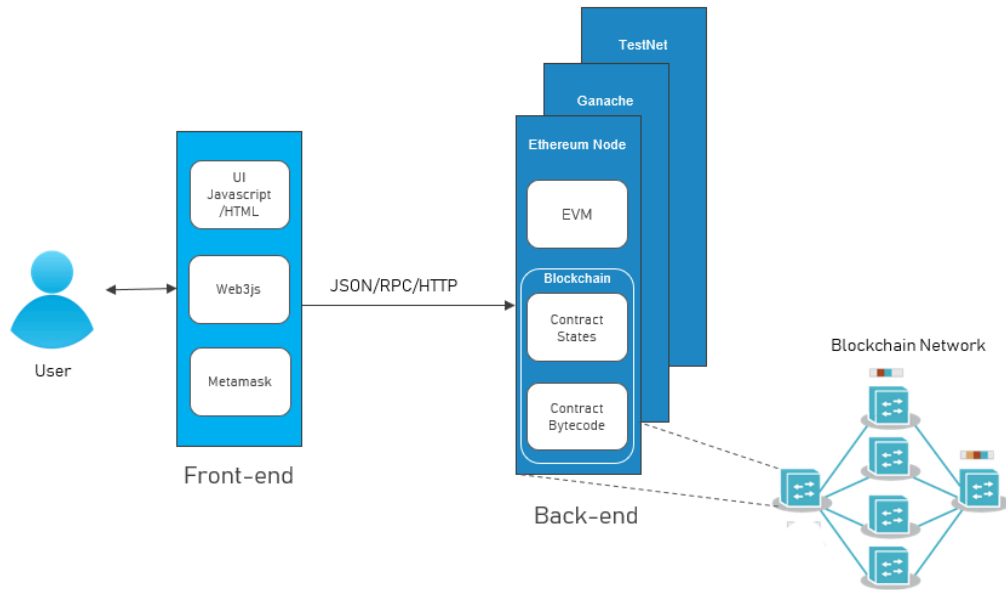 TestNet
Ganache
Ethereum Node
UI
Javascript
/HTML
EVM
Blockchain
Web3js
JSON/RPC/HTTP
Contract
States
User
Metamask
Contract
Bytecode
Front-end
Back-end
Blockchain Network